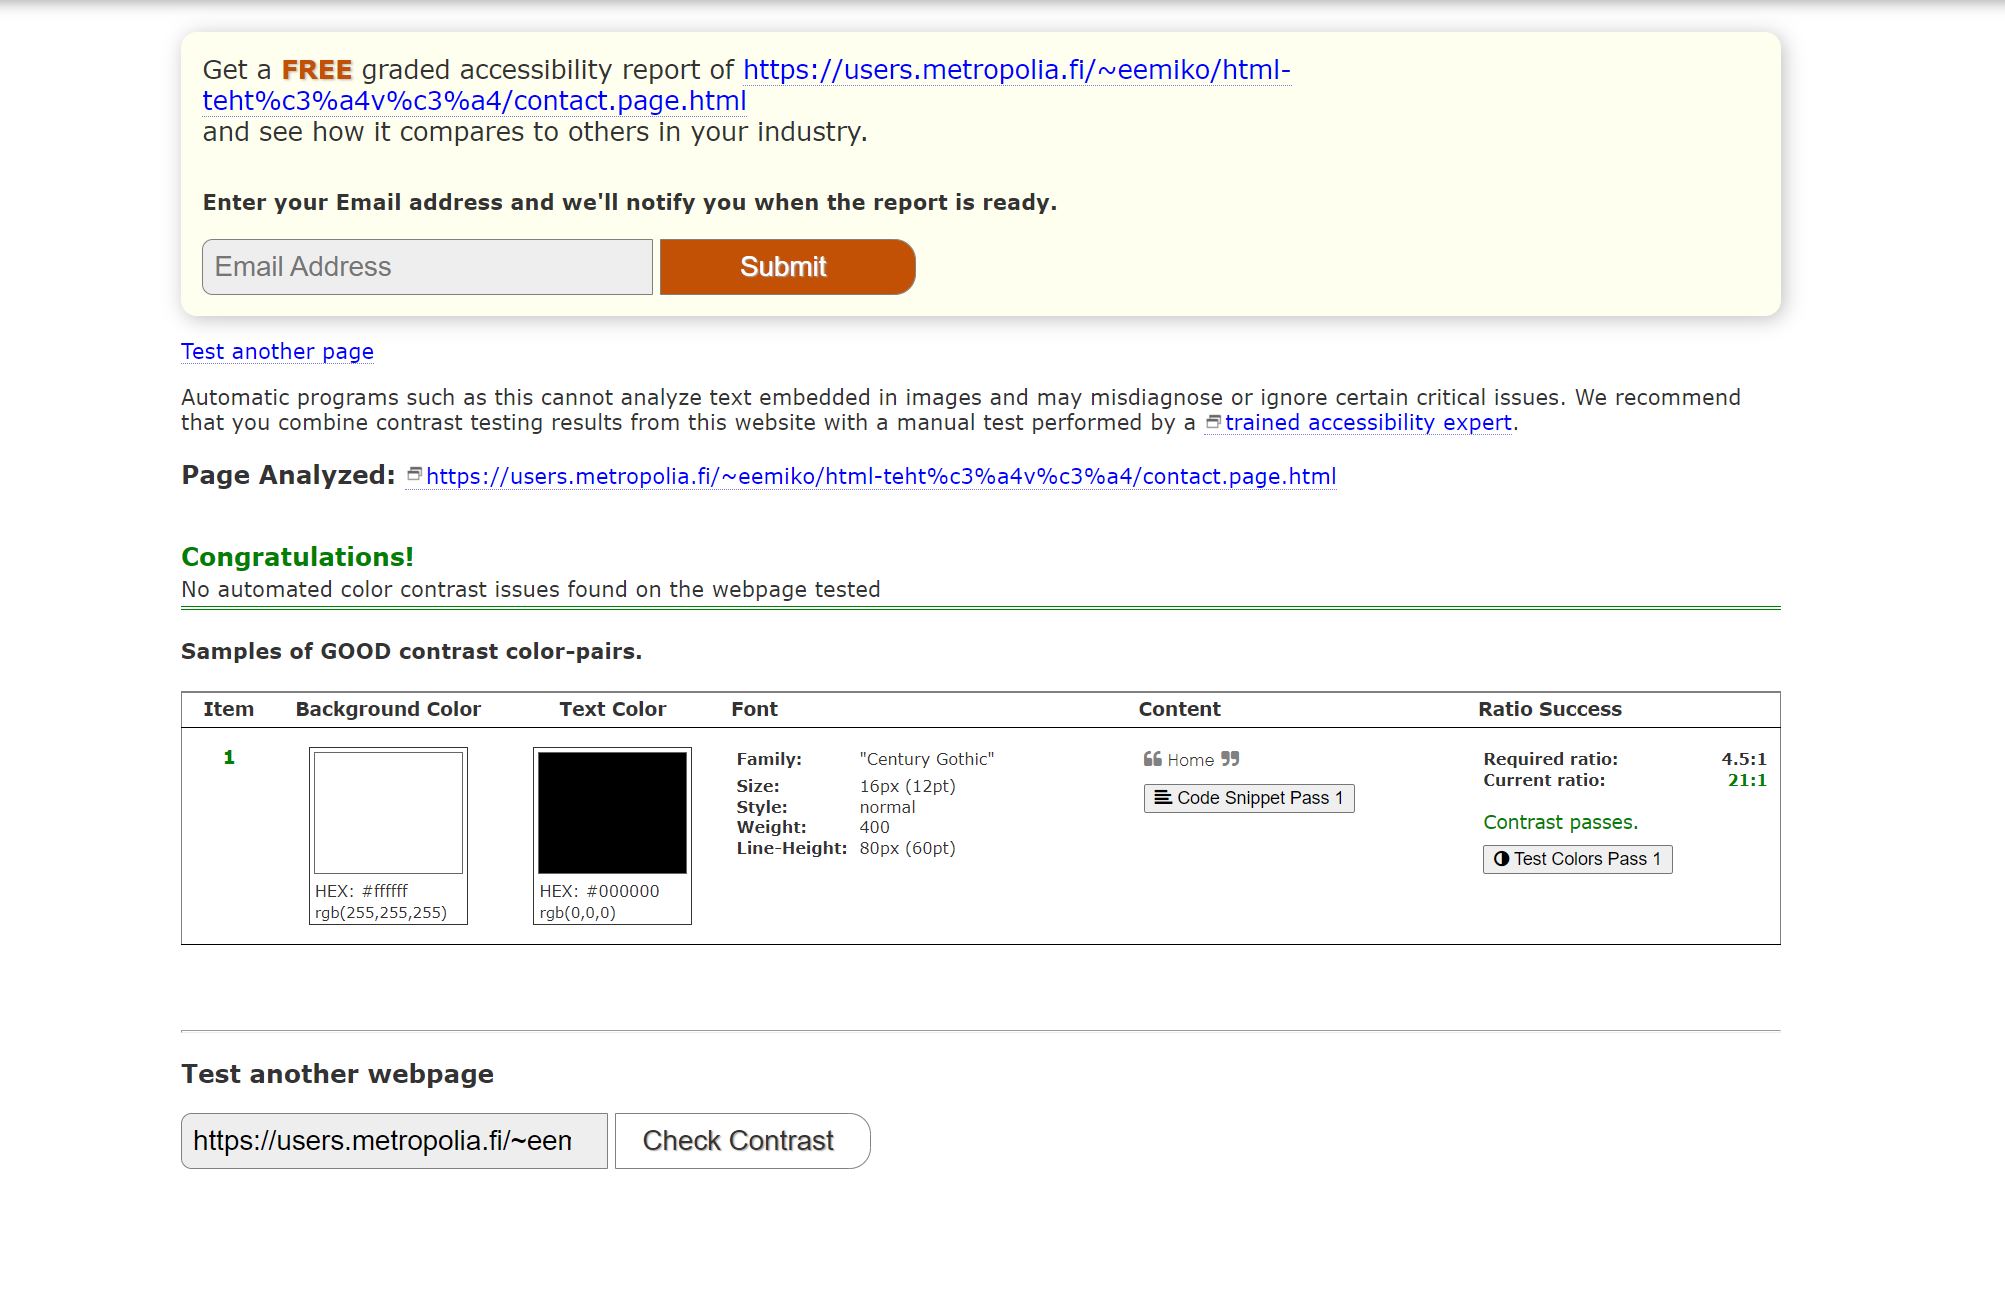 Get a FREE graded accessibility report of https://users.metropolia.fi/~eemiko/html-
teht%c3%a4v%c3%a4/contact.page.html
and see how it compares to others in your industry.
Enter your Email address and we'll notify you when the report is ready.
Email Address Submit
Test another page
Automatic programs such as this cannot analyze text embedded in images and may misdiagnose or ignore certain critical issues. We recommend
that you combine contrast testing results from this website with a manual test performed by a trained accessibility expert.
Page Analyzed: https://users.metropolia.fi/~eemiko/html-teht%c3%a4v%c3%a4/contact.page.html
Congratulations!
No automated color contrast issues found on the webpage tested
Samples of GOOD contrast color-pairs.
Item Background Color Text Color Font Content Ratio Success
1
HEX: #ffffff
rgb(255,255,255)
HEX: #000000
rgb(0,0,0)
Family: "Century Gothic"
Size: 16px (12pt)
Style: normal
Weight: 400
Line-Height: 80px (60pt)
❝ Home ❞
Code Snippet Pass 1
Required ratio: 4.5:1
Current ratio: 21:1
Contrast passes.
Test Colors Pass 1
Test another webpage
https://users.metropolia.fi/~een Check Contrast